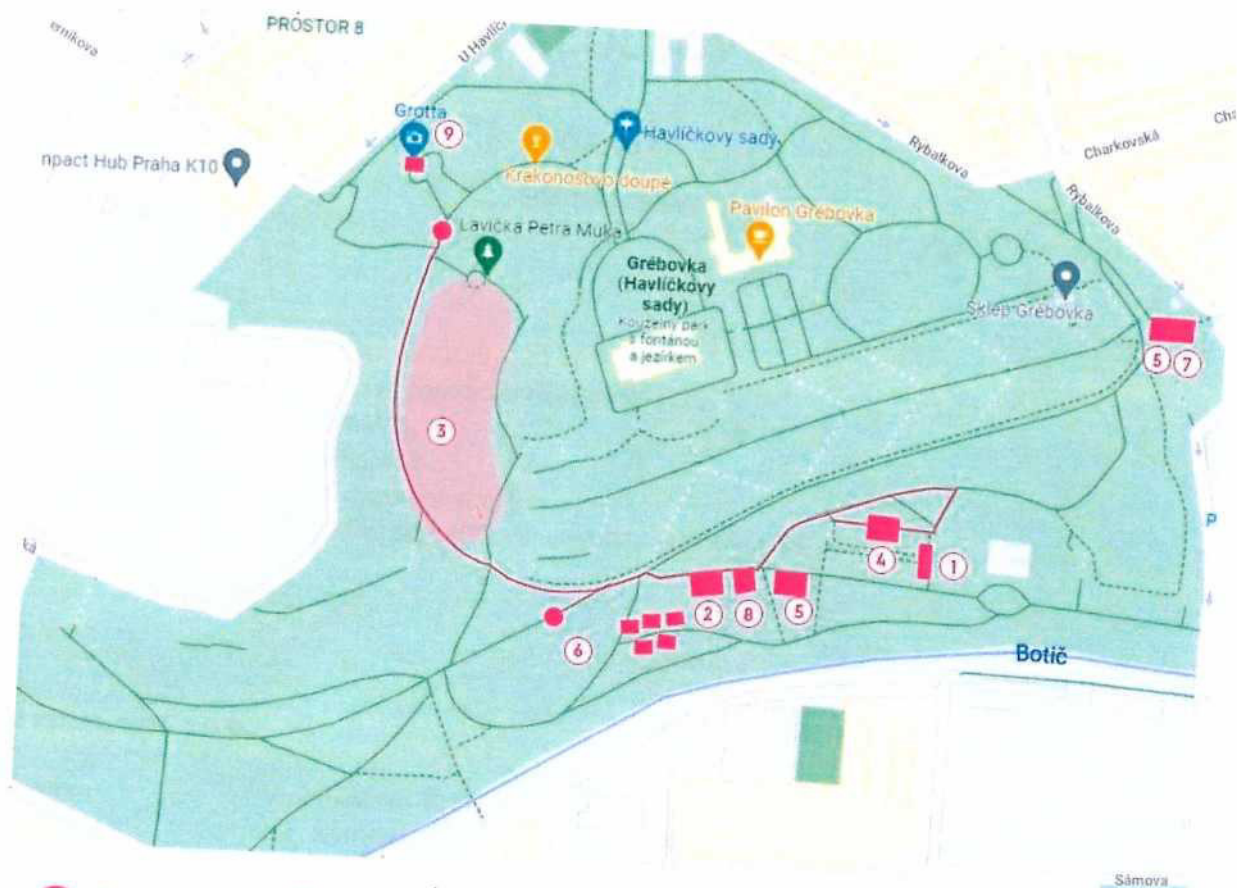 PROSTOR 8
U Havlíčk
Grotta
9
Havlíčkovy sady
Krakonošovo doupě
npact Hub Praha K10
Rybalkova
Charkovská
Rybalkova
Lavička Petra Muka
Pavilon Grébovka
Grébovka
(Havlíčkovy
sady)
Kouzelný park
s fontánou
a jezírkem
Sklep Grébovka
5 7
3
P
4
1
2
8
5
6
Botič
Sámova